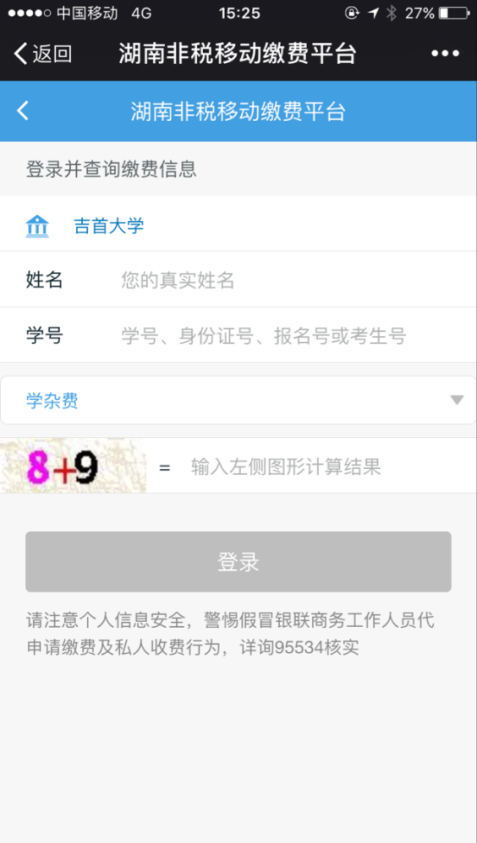 中国移动 4G 15:25 27%
返回 湖南非税移动缴费平台
湖南非税移动缴费平台
登录并查询缴费信息
吉首大学
姓名 您的真实姓名
学号 学号、身份证号、报名号或考生号
学杂费
8+9 = 输入左侧图形计算结果
登录
请注意个人信息安全，警惕假冒银联商务工作人员代
申请缴费及私人收费行为，详询95534核实